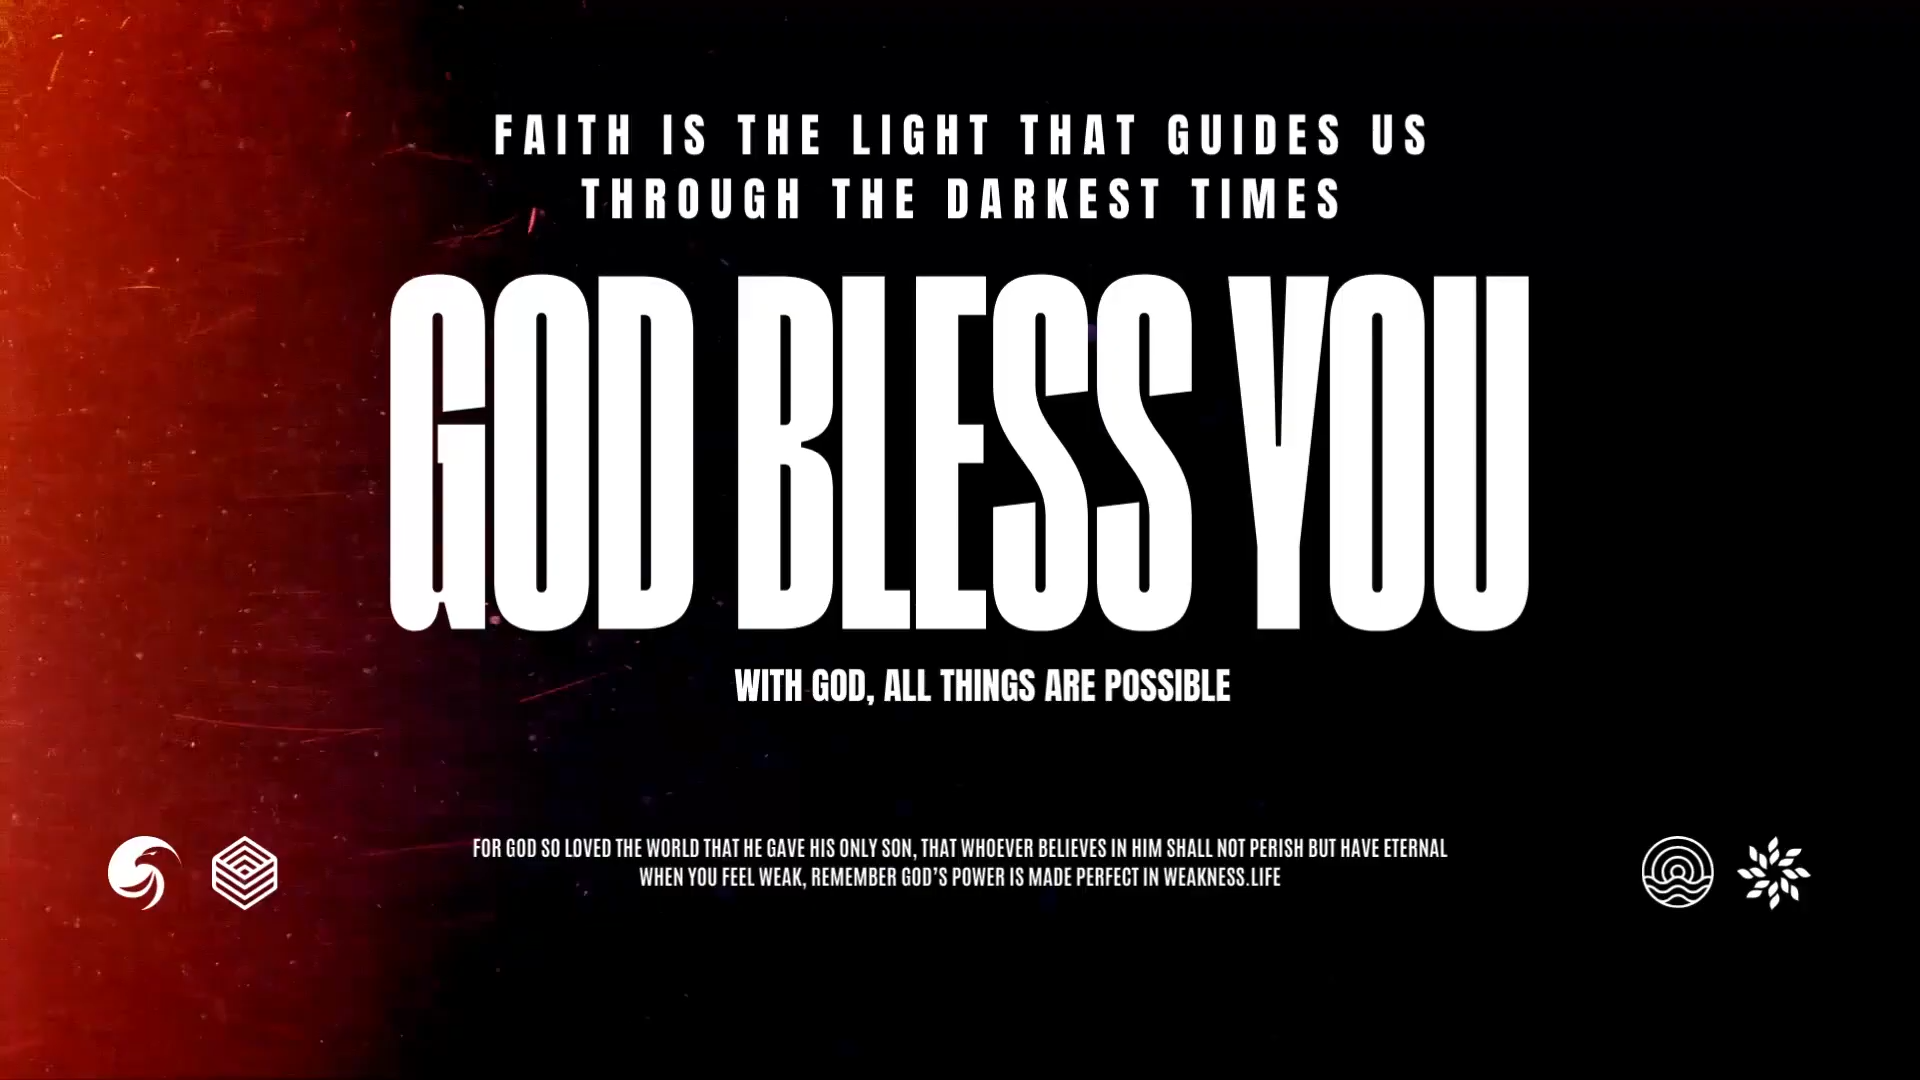 FAITH IS THE LIGHT THAT GUIDES US
THROUGH THE DARKEST TIMES
GOD BLESS YOU
WITH GOD, ALL THINGS ARE POSSIBLE
FOR GOD SO LOVED THE WORLD THAT HE GAVE HIS ONLY SON, THAT WHOEVER BELIEVES IN HIM SHALL NOT PERISH BUT HAVE ETERNAL
WHEN YOU FEEL WEAK, REMEMBER GOD’S POWER IS MADE PERFECT IN WEAKNESS.LIFE